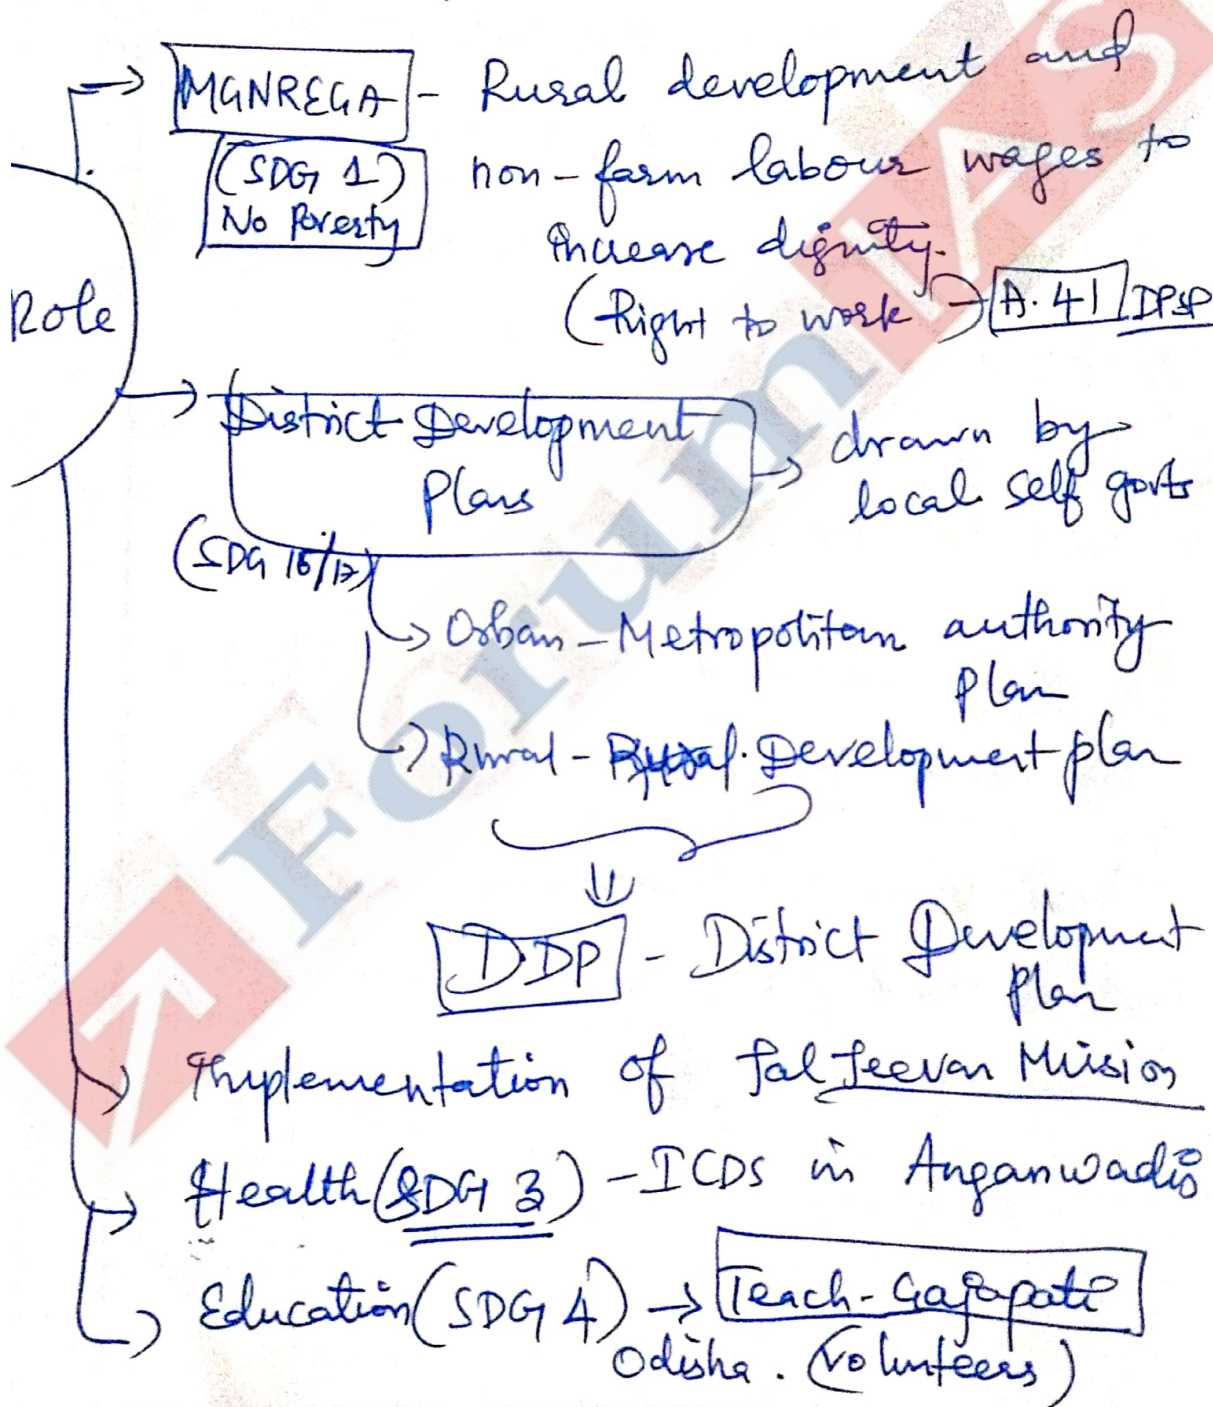 MGNREGA - Rural development and
(SDG 1) non-farm labour wages to
No Poverty increase dignity.
Role (Right to work → A.41 DPSP
District Development
Plans → drawn by
local self govts
(SDG 16/17)
Urban - Metropolitan authority
Plan
Rural - Rural Development plan
DDP - District Development
Plan
Implementation of Jal Jeevan Mission
Health (SDG 3) - ICDS in Anganwadis
Education (SDG 4) → Teach-Gajapati
Odisha. (volunteers)
Forum IAS